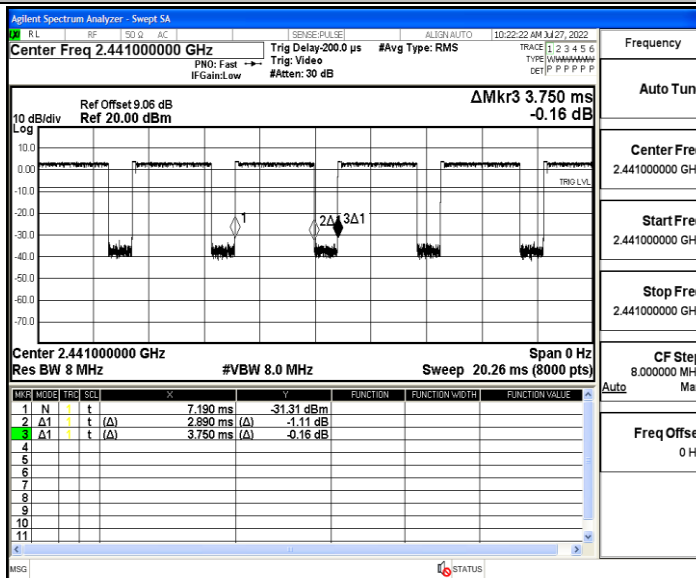 Agilent Spectrum Analyzer - Swept SA
LXI RL RF 50 Ω AC SENSE:PULSE ALIGN AUTO 10:22:22 AM Jul 27, 2022
Center Freq 2.441000000 GHz
PNO: Fast
IFGain:Low
Trig Delay-200.0 µs
Trig: Video
#Atten: 30 dB
#Avg Type: RMS
TRACE 1 2 3 4 5 6
TYPE WWWWWW
DET P P P P P P
Frequency
Auto Tun
Center Fre
2.441000000 GH
Start Fre
2.441000000 GH
Stop Fre
2.441000000 GH
CF Step
8.000000 MH
Auto Ma
Freq Offse
0 H
ΔMkr3 3.750 ms
-0.16 dB
Ref Offset 9.06 dB
10 dB/div Ref 20.00 dBm
Log
10.0
0.00
TRIG LVL
-10.0
-20.0
1 2Δ1 3Δ1
-30.0
-40.0
-50.0
-60.0
-70.0
Center 2.441000000 GHz Span 0 Hz
Res BW 8 MHz #VBW 8.0 MHz Sweep 20.26 ms (8000 pts)
MKR MODE TRC SCL X Y FUNCTION FUNCTION WIDTH FUNCTION VALUE
1 N 1 t 7.190 ms -31.31 dBm
2 Δ1 1 t (Δ) 2.890 ms (Δ) -1.11 dB
3 Δ1 1 t (Δ) 3.750 ms (Δ) -0.16 dB
4
5
6
7
8
9
10
11
MSG STATUS